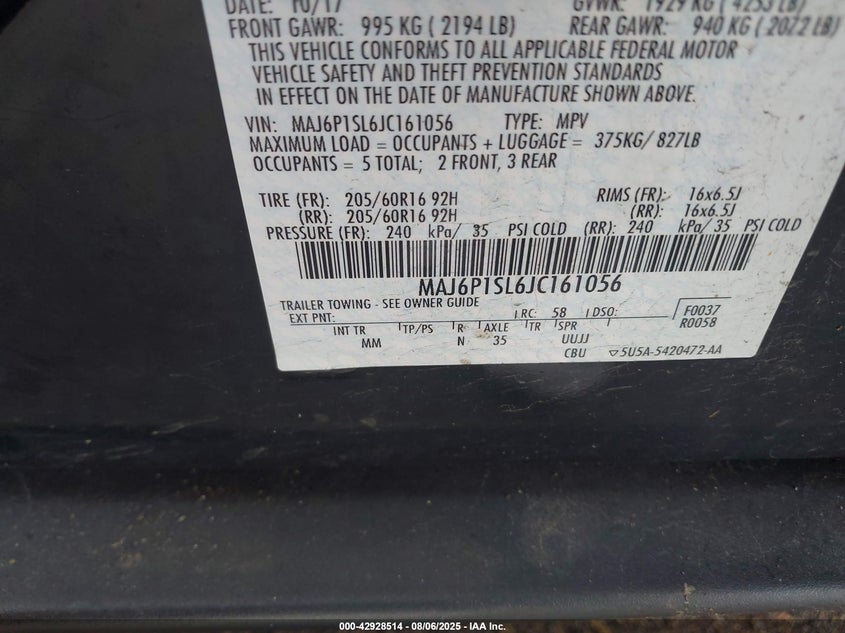 DATE: 10/17 GVWR: 1929 KG ( 4253 LB)
FRONT GAWR: 995 KG ( 2194 LB) REAR GAWR: 940 KG ( 2072 LB)
THIS VEHICLE CONFORMS TO ALL APPLICABLE FEDERAL MOTOR
VEHICLE SAFETY AND THEFT PREVENTION STANDARDS
IN EFFECT ON THE DATE OF MANUFACTURE SHOWN ABOVE.
VIN: MAJ6P1SL6JC161056 TYPE: MPV
MAXIMUM LOAD = OCCUPANTS + LUGGAGE = 375KG/ 827LB
OCCUPANTS = 5 TOTAL; 2 FRONT, 3 REAR
TIRE (FR): 205/60R16 92H RIMS (FR): 16x6.5J
(RR): 205/60R16 92H (RR): 16x6.5J
PRESSURE (FR): 240 kPa/ 35 PSI COLD (RR): 240 kPa/ 35 PSI COLD
MAJ6P1SL6JC161056
TRAILER TOWING - SEE OWNER GUIDE
EXT PNT: RC: 58 DSO: F0037
INT TR TP/PS R AXLE TR SPR R0058
MM N 35 UUJJ
CBU 5U5A-5420472-AA
000-42928514 - 08/06/2025 - IAA Inc.